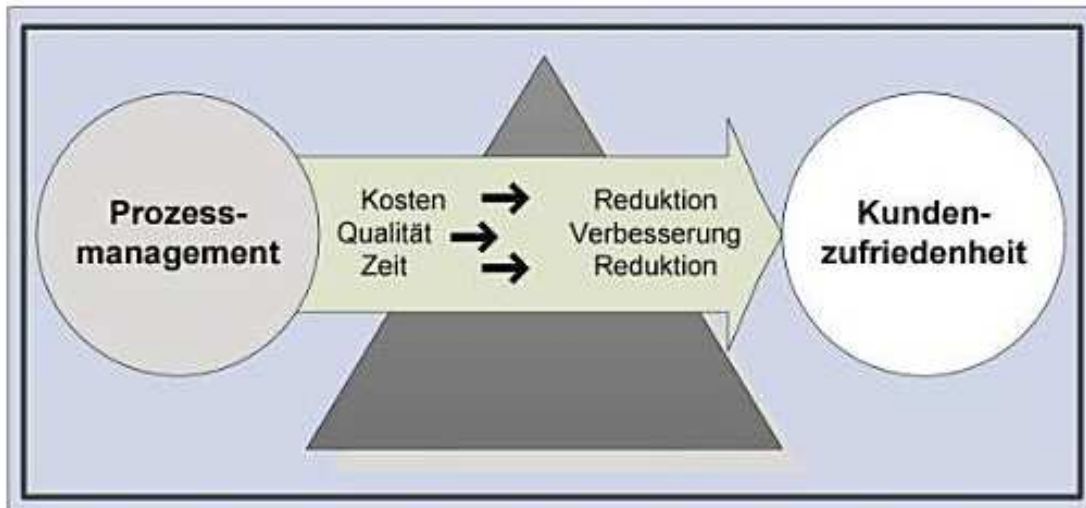 Prozess-
management
Kosten → Reduktion
Qualität → Verbesserung
Zeit → Reduktion
Kunden-
zufriedenheit